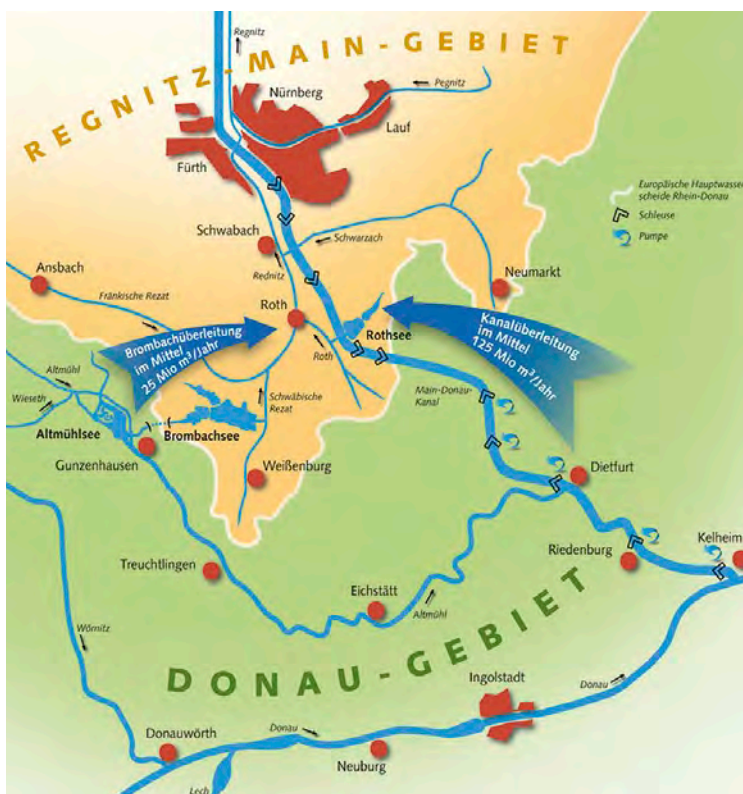 Regnitz
REGNITZ-MAIN-GEBIET
Nürnberg
Pegnitz
Lauf
Fürth
Europäische Hauptwasser
scheide Rhein-Donau
Schleuse
Pumpe
Schwabach
Schwarzach
Rednitz
Ansbach
Fränkische Rezat
Neumarkt
Roth
Rothsee
Brombachüberleitung
im Mittel
25 Mio m³/Jahr
Kanalüberleitung
im Mittel
125 Mio m³/Jahr
Roth
Altmühl
Wieseth
Schwäbische
Rezat
Main-Donau-
Kanal
Altmühlsee
Brombachsee
Gunzenhausen
Weißenburg
Dietfurt
Treuchtlingen
Riedenburg
Kelheim
Eichstätt
Altmühl
Wörnitz
DONAU-GEBIET
Ingolstadt
Donau
Donauwörth
Donau
Neuburg
Lech